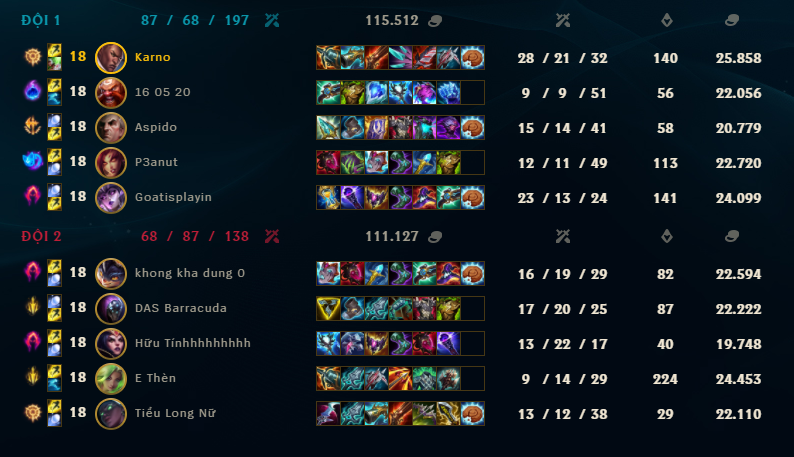 ĐỘI 1 87 / 68 / 197 115.512
18 Karno 28 / 21 / 32 140 25.858
18 16 05 20 9 / 9 / 51 56 22.056
18 Aspido 15 / 14 / 41 58 20.779
18 P3anut 12 / 11 / 49 113 22.720
18 Goatisplayin 23 / 13 / 24 141 24.099
ĐỘI 2 68 / 87 / 138 111.127
18 khong kha dung 0 16 / 19 / 29 82 22.594
18 DAS Barracuda 17 / 20 / 25 87 22.222
18 Hữu Tínhhhhhhhhhh 13 / 22 / 17 40 19.748
18 E Thèn 9 / 14 / 29 224 24.453
18 Tiểu Long Nữ 13 / 12 / 38 29 22.110